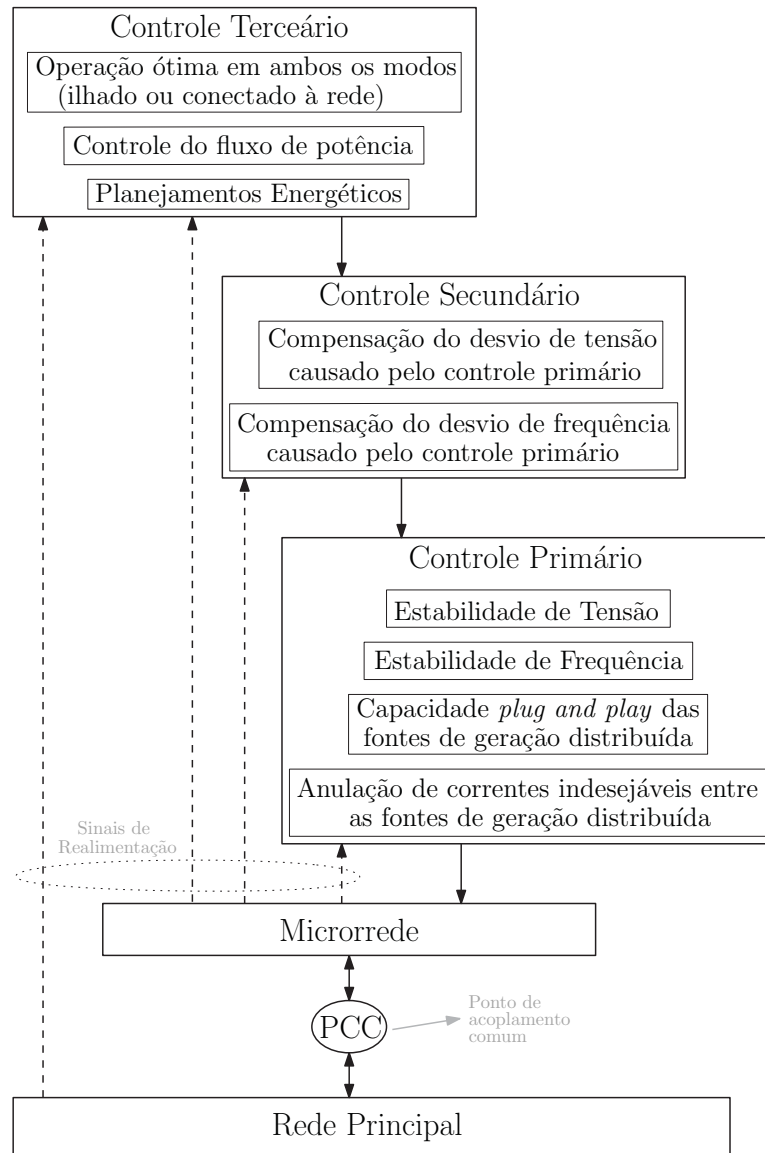 Controle Terceário
Operação ótima em ambos os modos
(ilhado ou conectado à rede)
Controle do fluxo de potência
Planejamentos Energéticos
Controle Secundário
Compensação do desvio de tensão
causado pelo controle primário
Compensação do desvio de frequência
causado pelo controle primário
Controle Primário
Estabilidade de Tensão
Estabilidade de Frequência
Capacidade plug and play das
fontes de geração distribuída
Anulação de correntes indesejáveis entre
as fontes de geração distribuída
Sinais de
Realimentação
Microrrede
PCC
Ponto de
acoplamento
comum
Rede Principal